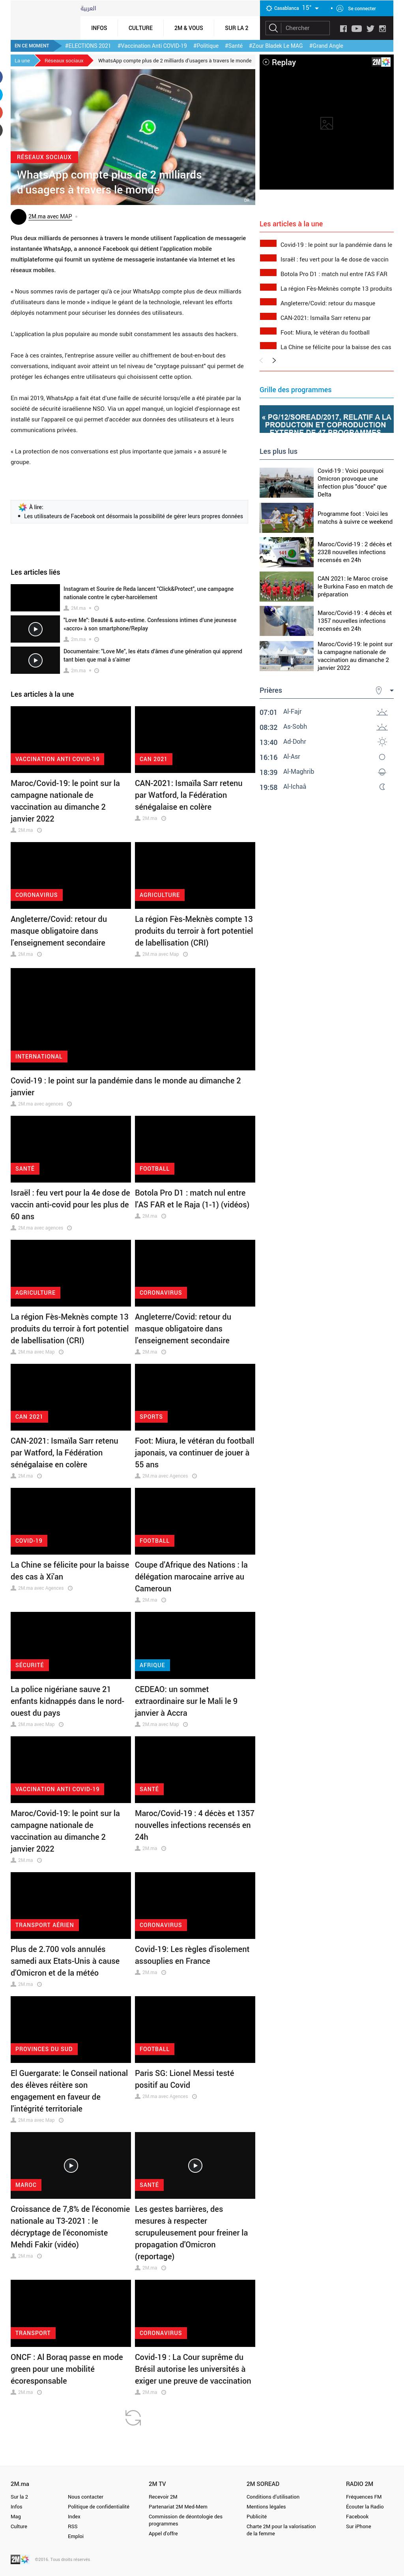 العربية
Casablanca 15°
Se connecter
INFOS CULTURE 2M & VOUS SUR LA 2
Chercher
EN CE MOMENT #ELECTIONS 2021 #Vaccination Anti COVID-19 #Politique #Santé #2our Bladek Le MAG #Grand Angle
La une Réseaux sociaux WhatsApp compte plus de 2 milliards d'usagers à travers le monde
RÉSEAUX SOCIAUX
WhatsApp compte plus de 2 milliards
d'usagers à travers le monde
2M.ma avec MAP
Plus deux milliards de personnes à travers le monde utilisent l'application de messagerie
instantanée WhatsApp, a annoncé Facebook qui détient l'application mobile
multiplateforme qui fournit un système de messagerie instantanée via Internet et les
réseaux mobiles.
« Nous sommes ravis de partager qu'à ce jour WhatsApp compte plus de deux milliards
d'utilisateurs dans le monde » indique le géant de la technologie, relevant les efforts
déployés notamment pour sécuriser les données des utilisateurs.
L'application la plus populaire au monde subit constamment les assauts des hackers.
Face à ces craintes, l'entreprise assure veiller au chiffrement de bout-en-bout des
conversations, indiquant avoir adopté un "cryptage fort qui agit tel un cadenas" permettant de
protéger les échanges entre utilisateurs qui choisissent cette option.
En mai 2019, WhatsApp a fait état d'une faille de sécurité exploitée par un logiciel espion de
la société de sécurité israélienne NSO. Via un appel manqué, un logiciel d'espionnage est
installé sur l'appareil ce qui permet d'accéder aux sources d'entreprises, de données et de
communications privées.
« La protection de nos conversations est plus importante que jamais » a assuré le
groupe.
À lire:
Les utilisateurs de Facebook ont désormais la possibilité de gérer leurs propres données
Les articles liés
Instagram et Sourire de Reda lancent "Click&Protect", une campagne
nationale contre le cyber-harcèlement
2M.ma
"Love Me": Beauté & auto-estime. Confessions intimes d'une jeunesse
«accro» à son smartphone/Replay
2M.ma
Documentaire: "Love Me", les états d'âmes d'une génération qui apprend
tant bien que mal à s'aimer
2M.ma
Les articles à la une
VACCINATION ANTI COVID-19
Maroc/Covid-19: le point sur la
campagne nationale de
vaccination au dimanche 2
janvier 2022
2M.ma
CAN 2021
CAN-2021: Ismaïla Sarr retenu
par Watford, la Fédération
sénégalaise en colère
2M.ma
CORONAVIRUS
Angleterre/Covid: retour du
masque obligatoire dans
l'enseignement secondaire
2M.ma
AGRICULTURE
La région Fès-Meknès compte 13
produits du terroir à fort potentiel
de labellisation (CRI)
2M.ma avec Map
INTERNATIONAL
Covid-19 : le point sur la pandémie dans le monde au dimanche 2
janvier
2M.ma avec agences
SANTÉ
Israël : feu vert pour la 4e dose de
vaccin anti-covid pour les plus de
60 ans
2M.ma avec agences
FOOTBALL
Botola Pro D1 : match nul entre
l'AS FAR et le Raja (1-1) (vidéos)
2M.ma
AGRICULTURE
La région Fès-Meknès compte 13
produits du terroir à fort potentiel
de labellisation (CRI)
2M.ma avec Map
CORONAVIRUS
Angleterre/Covid: retour du
masque obligatoire dans
l'enseignement secondaire
2M.ma
CAN 2021
CAN-2021: Ismaïla Sarr retenu
par Watford, la Fédération
sénégalaise en colère
2M.ma
SPORTS
Foot: Miura, le vétéran du football
japonais, va continuer de jouer à
55 ans
2M.ma avec Agences
COVID-19
La Chine se félicite pour la baisse
des cas à Xi'an
2M.ma avec Agences
FOOTBALL
Coupe d'Afrique des Nations : la
délégation marocaine arrive au
Cameroun
2M.ma
SÉCURITÉ
La police nigériane sauve 21
enfants kidnappés dans le nord-
ouest du pays
2M.ma avec Map
AFRIQUE
CEDEAO: un sommet
extraordinaire sur le Mali le 9
janvier à Accra
2M.ma avec Map
VACCINATION ANTI COVID-19
Maroc/Covid-19: le point sur la
campagne nationale de
vaccination au dimanche 2
janvier 2022
2M.ma
SANTÉ
Maroc/Covid-19 : 4 décès et 1357
nouvelles infections recensés en
24h
2M.ma
TRANSPORT AÉRIEN
Plus de 2.700 vols annulés
samedi aux Etats-Unis à cause
d'Omicron et de la météo
2M.ma
CORONAVIRUS
Covid-19: Les règles d'isolement
assouplies en France
2M.ma
PROVINCES DU SUD
El Guergarate: le Conseil national
des élèves réitère son
engagement en faveur de
l'intégrité territoriale
2M.ma avec Map
FOOTBALL
Paris SG: Lionel Messi testé
positif au Covid
2M.ma avec Agences
MAROC
Croissance de 7,8% de l'économie
nationale au T3-2021 : le
décryptage de l'économiste
Mehdi Fakir (vidéo)
2M.ma
SANTÉ
Les gestes barrières, des
mesures à respecter
scrupuleusement pour freiner la
propagation d'Omicron
(reportage)
2M.ma
TRANSPORT
ONCF : Al Boraq passe en mode
green pour une mobilité
écoresponsable
2M.ma
CORONAVIRUS
Covid-19 : La Cour suprême du
Brésil autorise les universités à
exiger une preuve de vaccination
2M.ma
Replay
2M
Les articles à la une
Covid-19 : le point sur la pandémie dans le
Israël : feu vert pour la 4e dose de vaccin
Botola Pro D1 : match nul entre l'AS FAR
La région Fès-Meknès compte 13 produits
Angleterre/Covid: retour du masque
CAN-2021: Ismaïla Sarr retenu par
Foot: Miura, le vétéran du football
La Chine se félicite pour la baisse des cas
Grille des programmes
« PG/12/SOREAD/2017, RELATIF A LA
PRODUCTOIN ET COPRODUCTION
EXTERNE DE 47 PROGRAMMES
Les plus lus
Covid-19 : Voici pourquoi
Omicron provoque une
infection plus "douce" que
Delta
Programme foot : Voici les
matchs à suivre ce weekend
Maroc/Covid-19 : 2 décès et
2328 nouvelles infections
recensés en 24h
CAN 2021: le Maroc croise
le Burkina Faso en match de
préparation
Maroc/Covid-19 : 4 décès et
1357 nouvelles infections
recensés en 24h
Maroc/Covid-19: le point sur
la campagne nationale de
vaccination au dimanche 2
janvier 2022
Prières
07:01 Al-Fajr
08:32 As-Sobh
13:40 Ad-Dohr
16:16 Al-Asr
18:39 Al-Maghrib
19:58 Al-Ichaâ
2M.ma
Sur la 2
Infos
Mag
Culture
Nous contacter
Politique de confidentialité
Index
RSS
Emploi
2M TV
Recevoir 2M
Partenariat 2M Med-Mem
Commission de déontologie des
programmes
Appel d'offre
2M SOREAD
Conditions d'utilisation
Mentions légales
Publicité
Charte 2M pour la valorisation
de la femme
RADIO 2M
Fréquences FM
Écouter la Radio
Facebook
Sur iPhone
2M
©2016. Tous droits réservés.